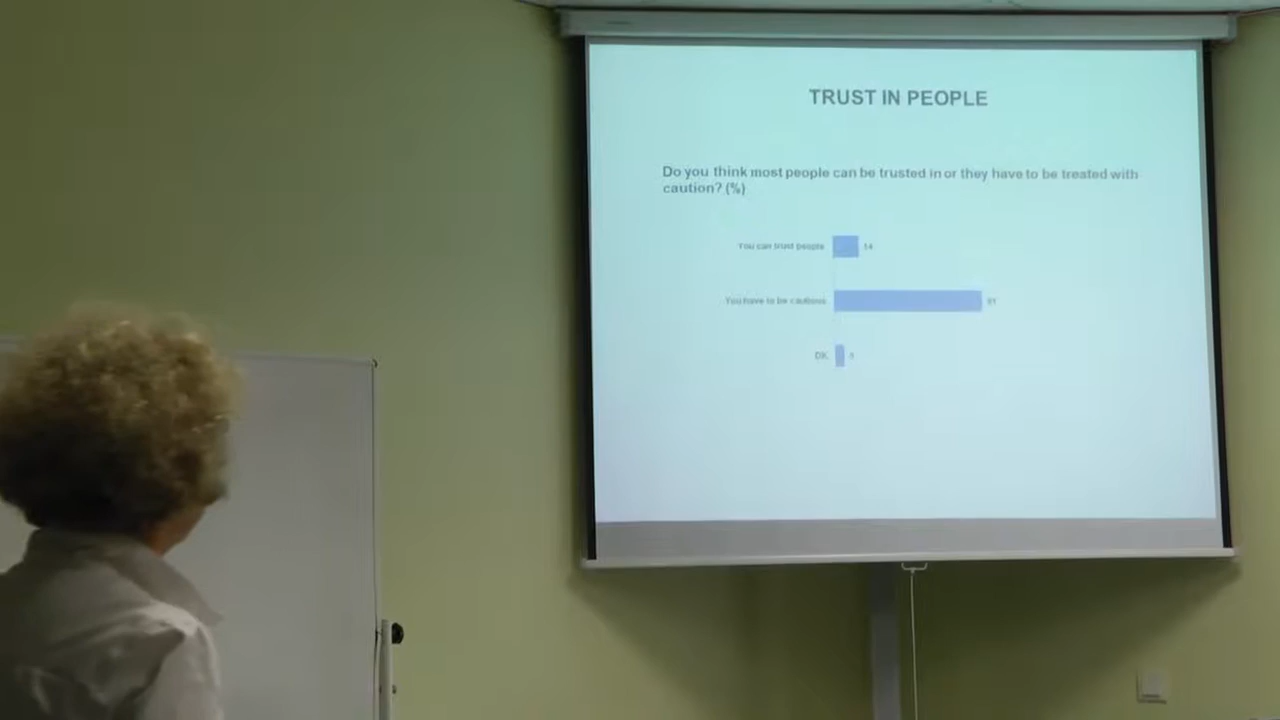 TRUST IN PEOPLE
Do you think most people can be trusted in or they have to be treated with
caution? (%)
You can trust people 14
You have to be cautious 81
DK